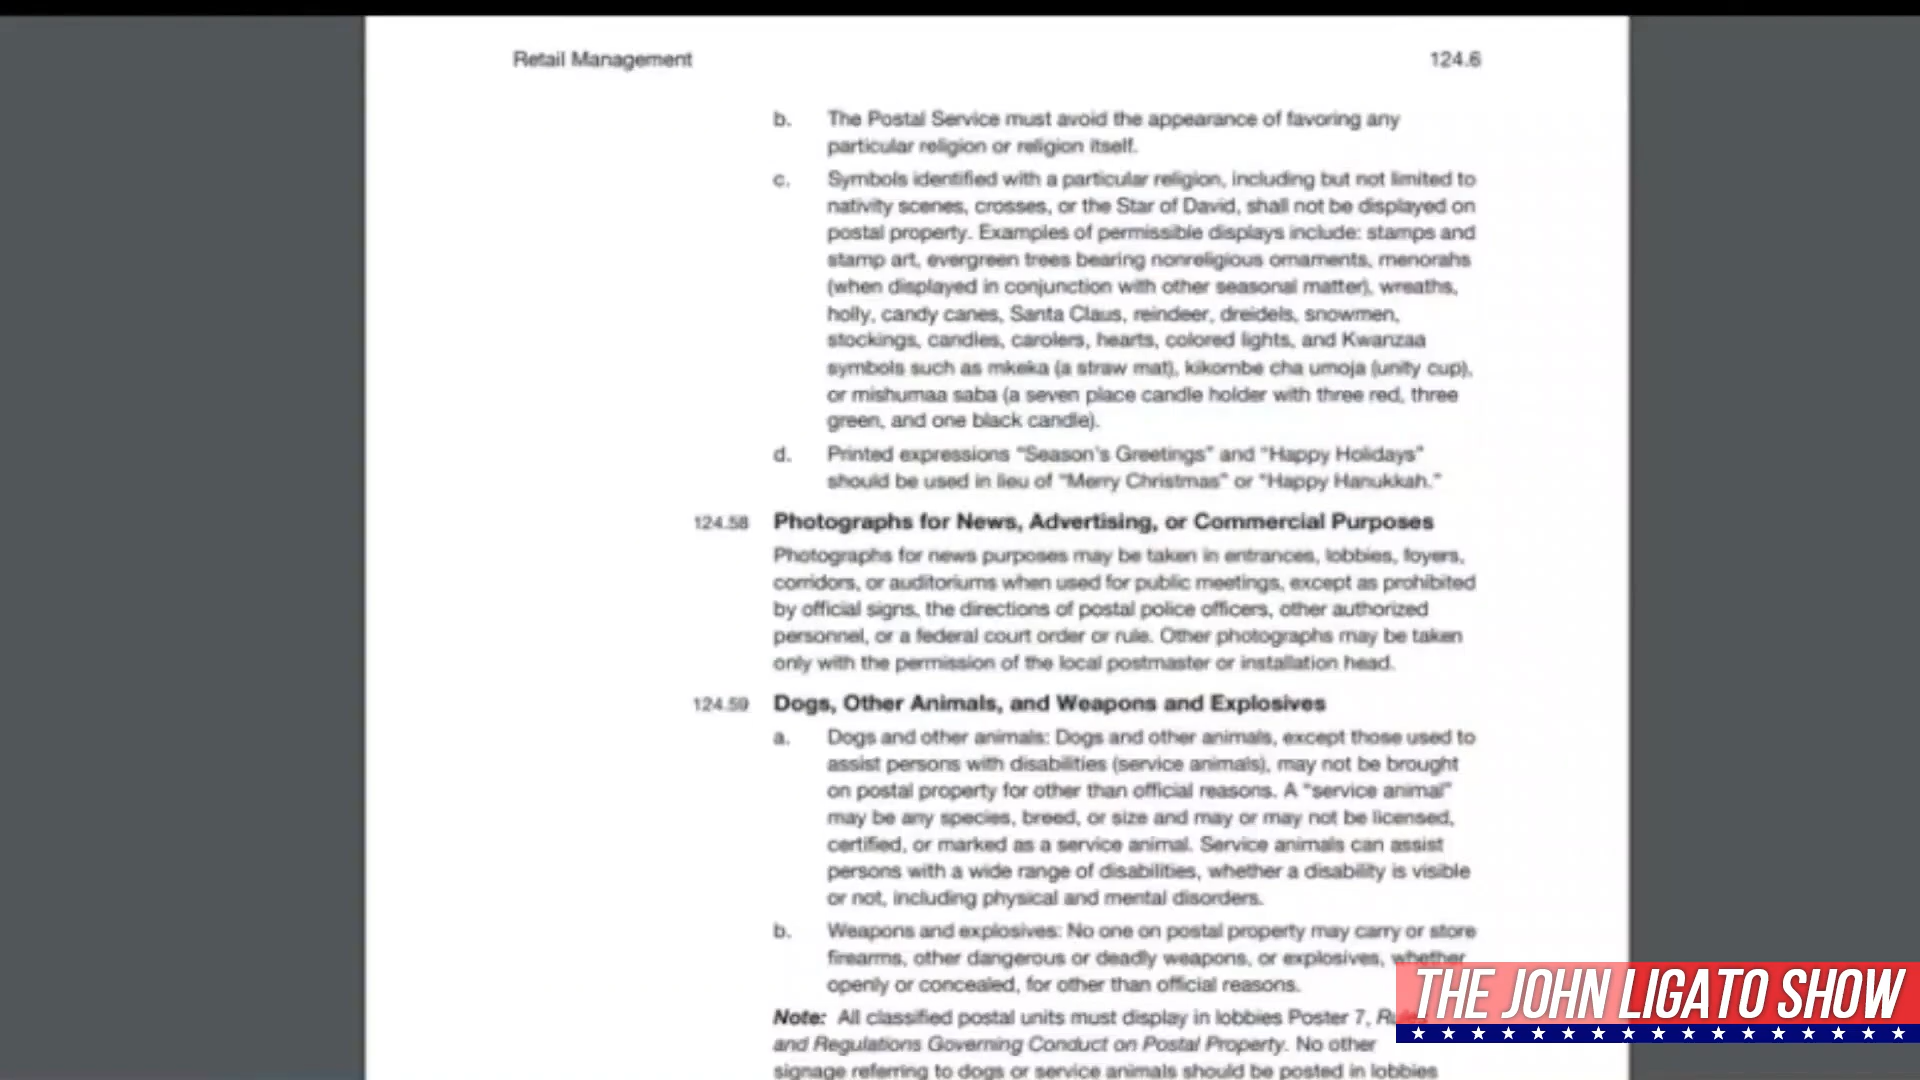 Retail Management 124.6
b. The Postal Service must avoid the appearance of favoring any
particular religion or religion itself.
c. Symbols identified with a particular religion, including but not limited to
nativity scenes, crosses, or the Star of David, shall not be displayed on
postal property. Examples of permissible displays include: stamps and
stamp art, evergreen trees bearing nonreligious ornaments, menorahs
(when displayed in conjunction with other seasonal matter), wreaths,
holly, candy canes, Santa Claus, reindeer, dreidels, snowmen,
stockings, candles, carolers, hearts, colored lights, and Kwanzaa
symbols such as mkeka (a straw mat), kikombe cha umoja (unity cup),
or mishumaa saba (a seven place candle holder with three red, three
green, and one black candle).
d. Printed expressions "Season's Greetings" and "Happy Holidays"
should be used in lieu of "Merry Christmas" or "Happy Hanukkah."
124.58 Photographs for News, Advertising, or Commercial Purposes
Photographs for news purposes may be taken in entrances, lobbies, foyers,
corridors, or auditoriums when used for public meetings, except as prohibited
by official signs, the directions of postal police officers, other authorized
personnel, or a federal court order or rule. Other photographs may be taken
only with the permission of the local postmaster or installation head.
124.59 Dogs, Other Animals, and Weapons and Explosives
a. Dogs and other animals: Dogs and other animals, except those used to
assist persons with disabilities (service animals), may not be brought
on postal property for other than official reasons. A "service animal"
may be any species, breed, or size and may or may not be licensed,
certified, or marked as a service animal. Service animals can assist
persons with a wide range of disabilities, whether a disability is visible
or not, including physical and mental disorders.
b. Weapons and explosives: No one on postal property may carry or store
firearms, other dangerous or deadly weapons, or explosives, whether
openly or concealed, for other than official reasons.
Note: All classified postal units must display in lobbies Poster 7,
and Regulations Governing Conduct on Postal Property. No other
signage referring to dogs or service animals should be posted in lobbies
THE JOHN LIGATO SHOW